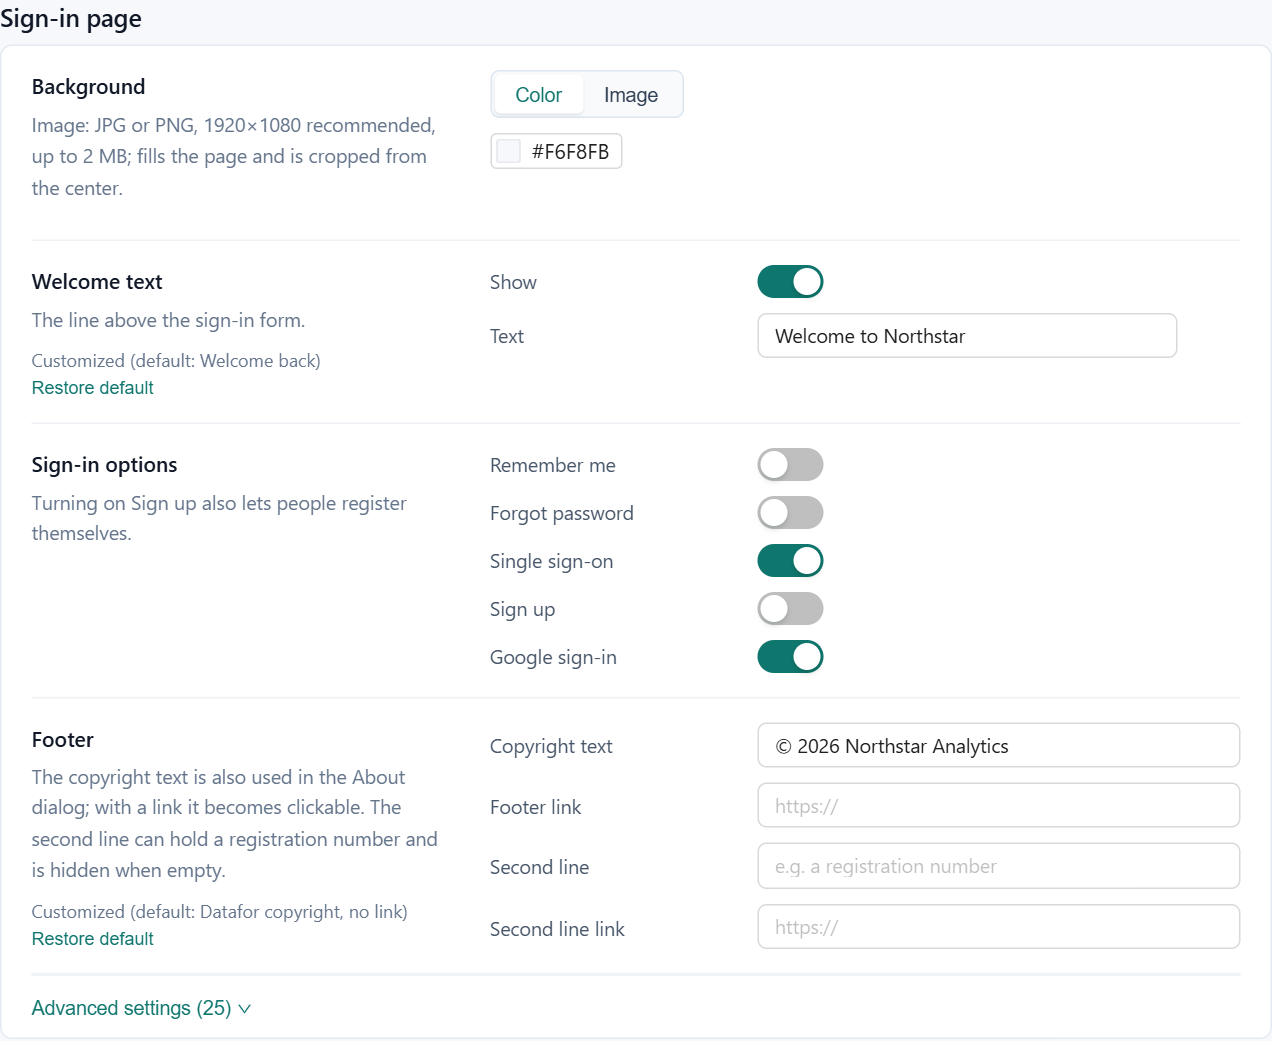 Sign-in page
Background
Color
Image
Image: JPG or PNG, 1920×1080 recommended,
up to 2 MB; fills the page and is cropped from
the center.
#F6F8FB
Welcome text
The line above the sign-in form.
Customized (default: Welcome back)
Restore default
Show
Text
Welcome to Northstar
Sign-in options
Turning on Sign up also lets people register
themselves.
Remember me
Forgot password
Single sign-on
Sign up
Google sign-in
Footer
The copyright text is also used in the About
dialog; with a link it becomes clickable. The
second line can hold a registration number and
is hidden when empty.
Customized (default: Datafor copyright, no link)
Restore default
Copyright text
© 2026 Northstar Analytics
Footer link
https://
Second line
e.g. a registration number
Second line link
https://
Advanced settings (25)